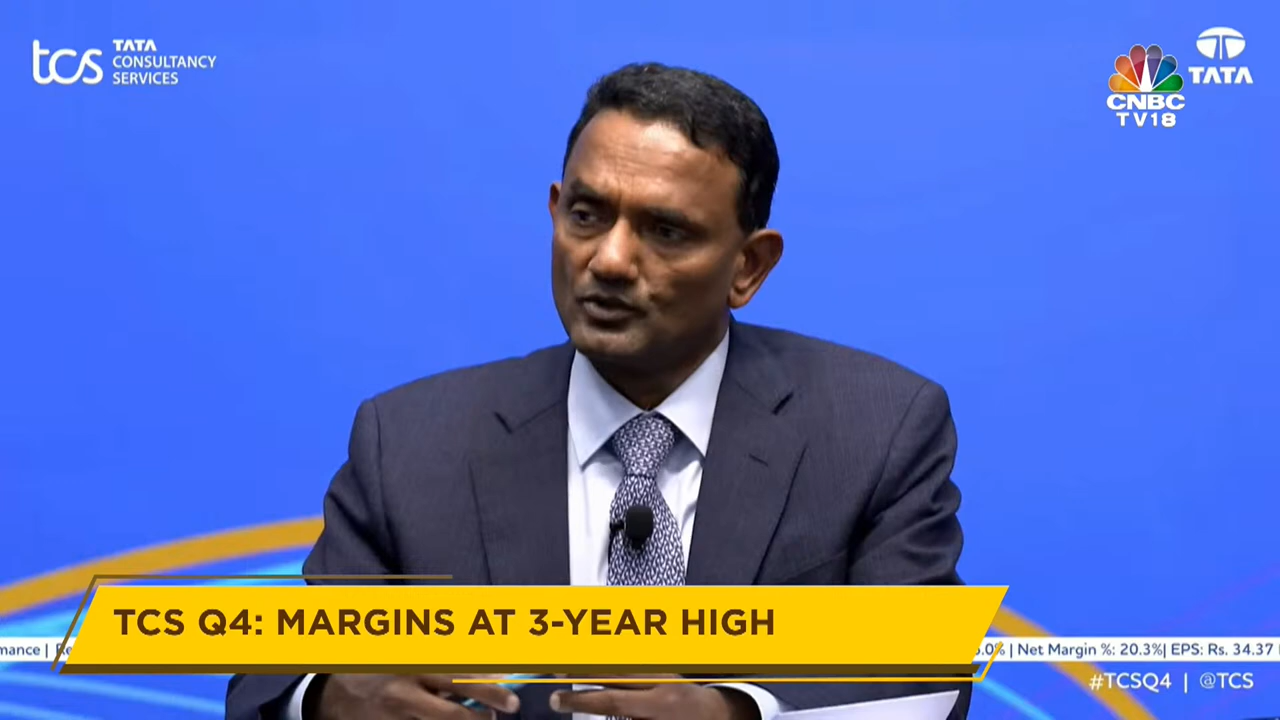 tcs TATA
CONSULTANCY
SERVICES
TATA
CNBC
TV18
TCS Q4: MARGINS AT 3-YEAR HIGH
| Net Margin %: 20.3%| EPS: Rs. 34.37
#TCSQ4 | @TCS